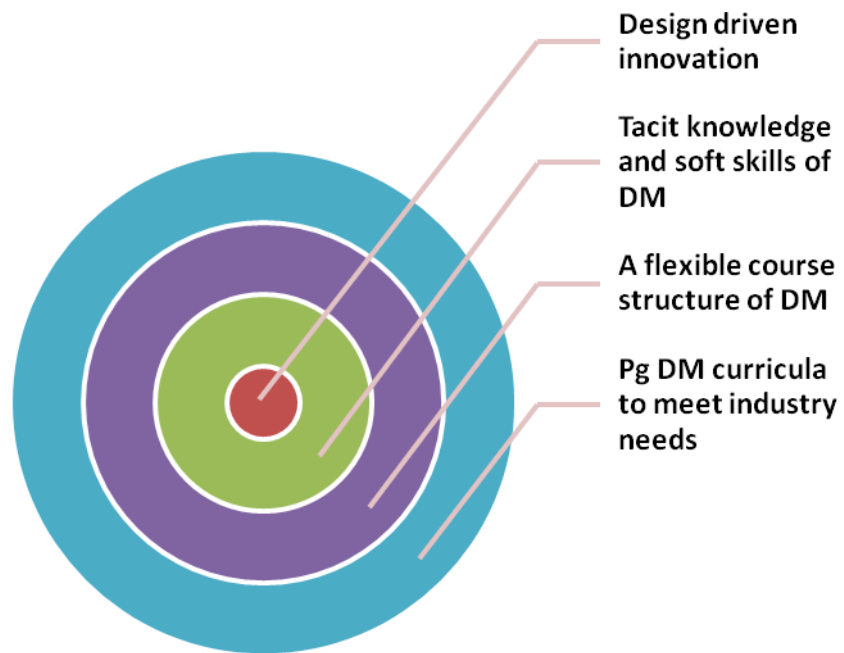 Design driven
innovation
Tacit knowledge
and soft skills of
DM
A flexible course
structure of DM
Pg DM curricula
to meet industry
needs